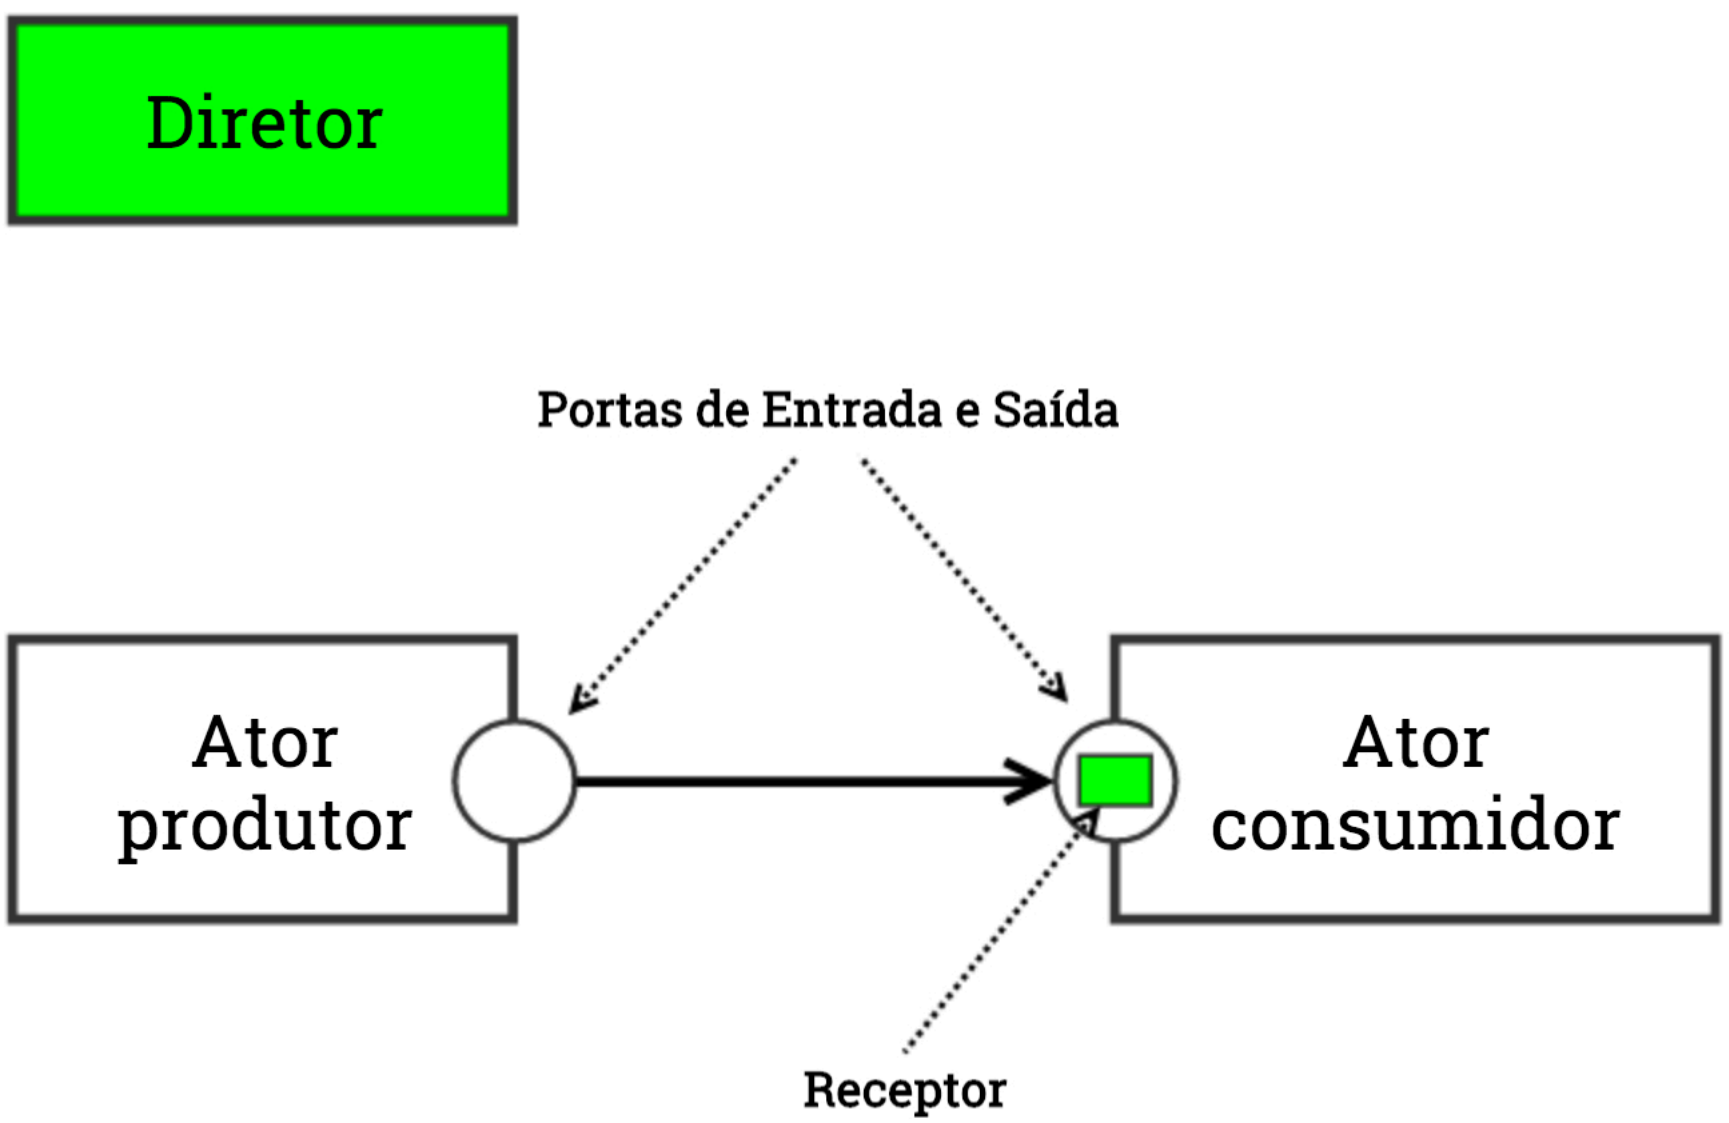 Diretor
Portas de Entrada e Saída
Ator
produtor
Ator
consumidor
Receptor